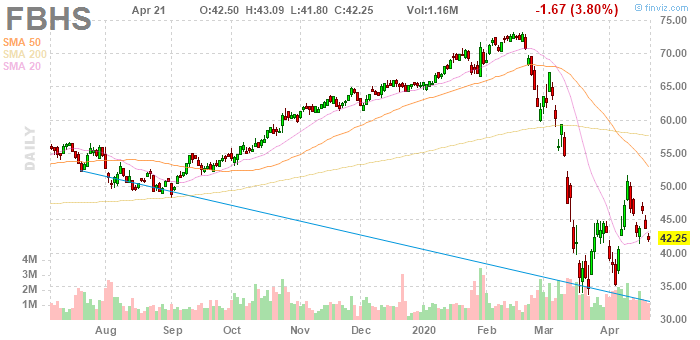 FBHS Apr 21 O:42.50 H:43.09 L:41.80 C:42.25 Vol:1.16M -1.67 (3.80%) © finviz.com
SMA 50
SMA 200
SMA 20
DAILY
75.00
70.00
65.00
60.00
55.00
50.00
45.00
42.25
40.00
35.00
30.00
4M
3M
2M
1M
Aug Sep Oct Nov Dec 2020 Feb Mar Apr